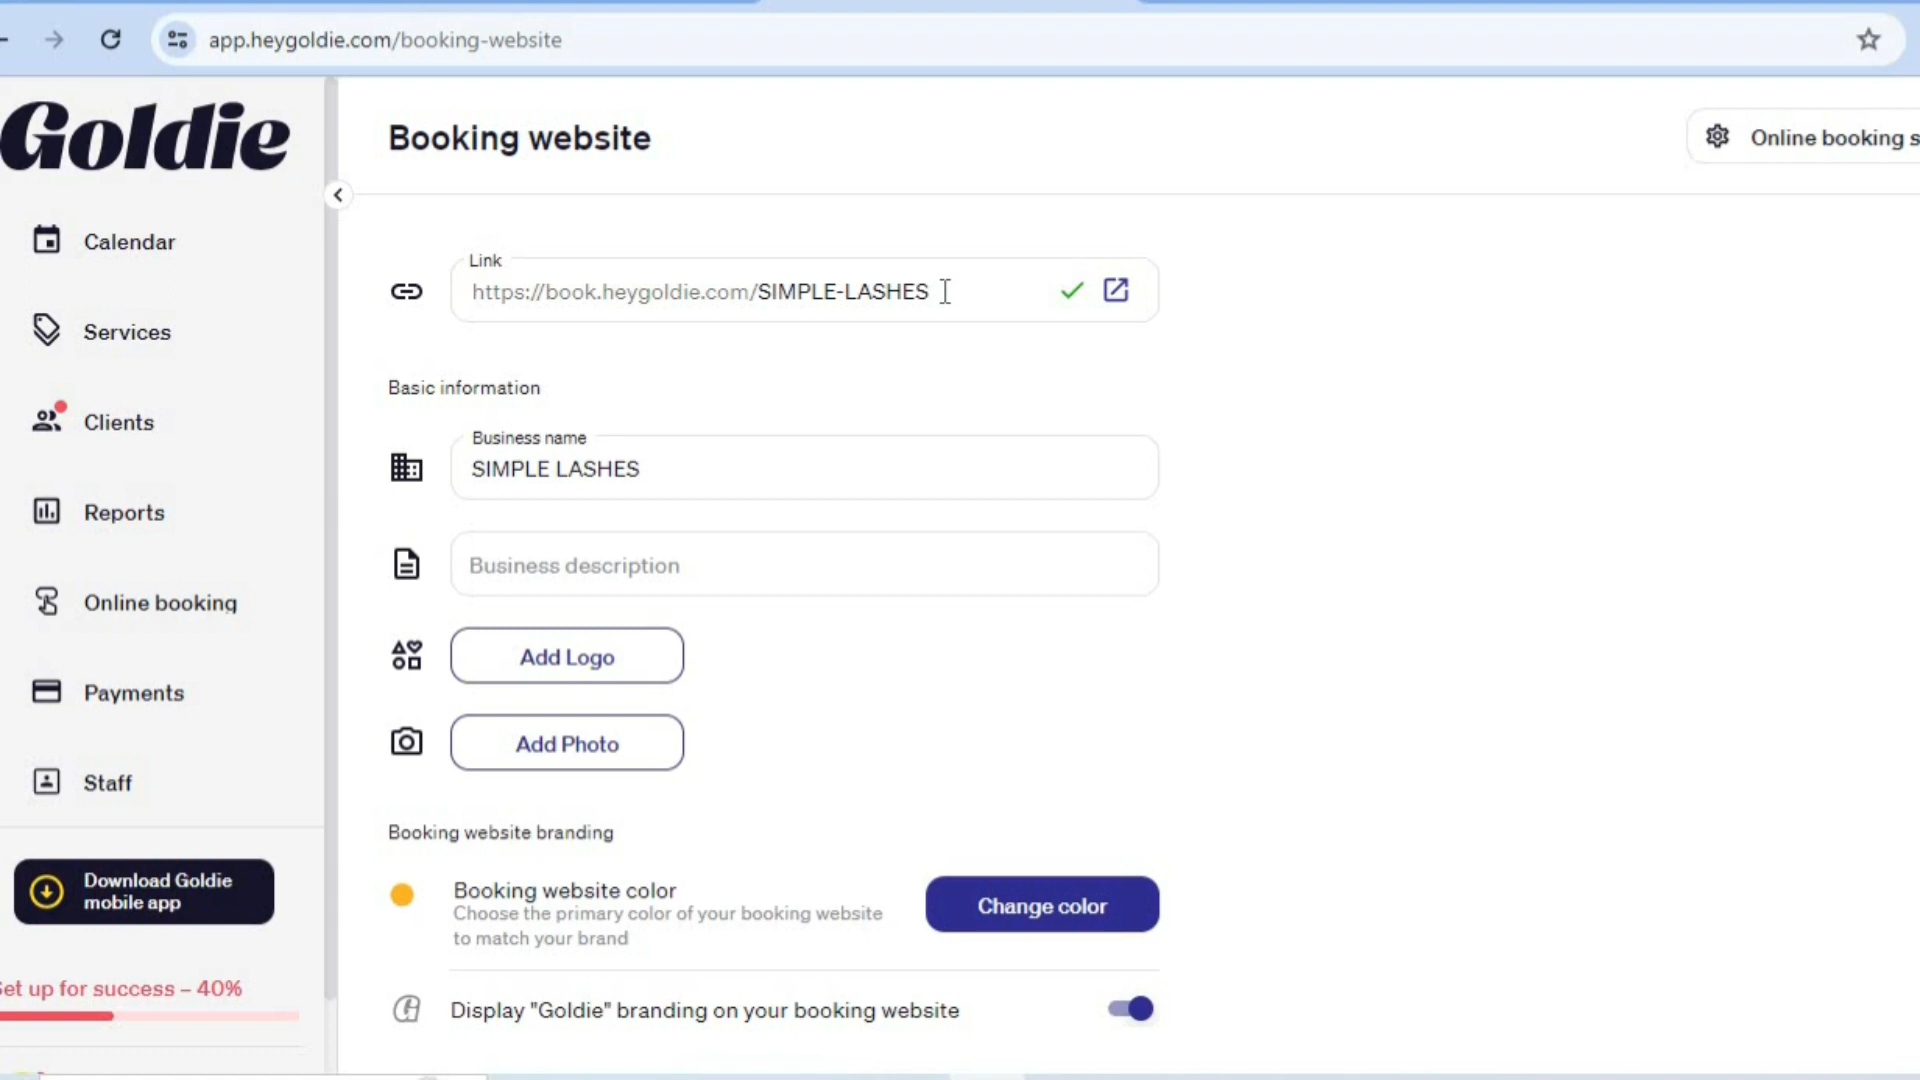 app.heygoldie.com/booking-website
Goldie
Calendar
Services
Clients
Reports
Online booking
Payments
Staff
Download Goldie
mobile app
et up for success – 40%
Booking website
Online booking s
Link
https://book.heygoldie.com/SIMPLE-LASHES
Basic information
Business name
SIMPLE LASHES
Business description
Add Logo
Add Photo
Booking website branding
Booking website color
Choose the primary color of your booking website
to match your brand
Change color
Display "Goldie" branding on your booking website